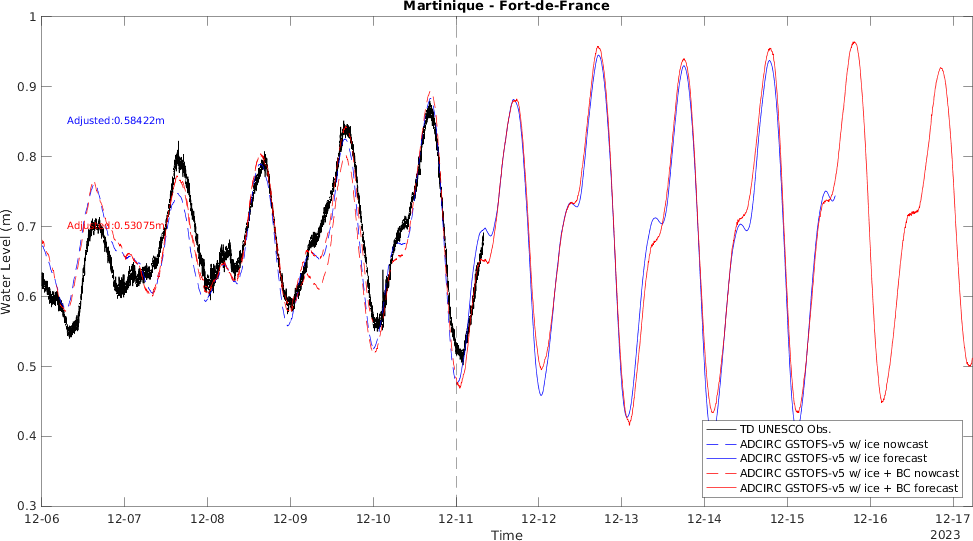 Martinique - Fort-de-France
1
0.9
0.8
0.7
0.6
0.5
0.4
0.3
Water Level (m)
Adjusted:0.58422m
Adjusted:0.53075m
TD UNESCO Obs.
ADCIRC GSTOFS-v5 w/ ice nowcast
ADCIRC GSTOFS-v5 w/ ice forecast
ADCIRC GSTOFS-v5 w/ ice + BC nowcast
ADCIRC GSTOFS-v5 w/ ice + BC forecast
12-06 12-07 12-08 12-09 12-10 12-11 12-12 12-13 12-14 12-15 12-16 12-17
Time
2023